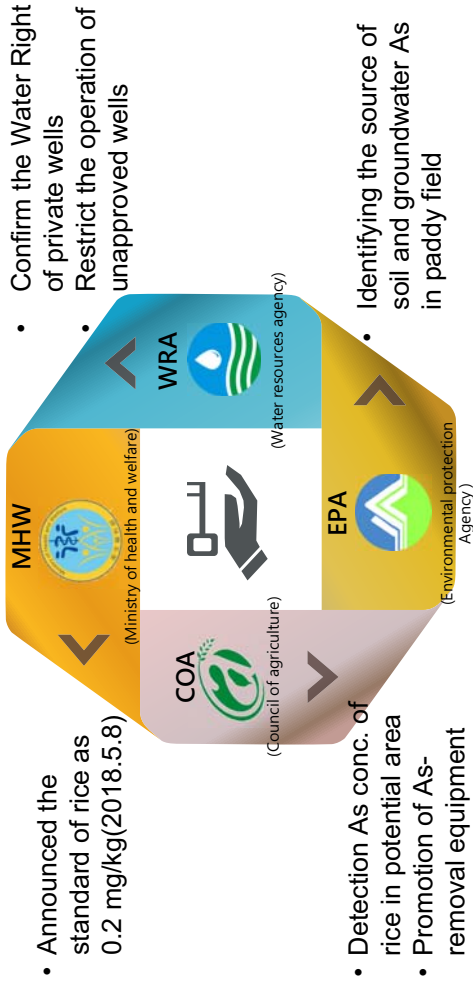 • Announced the
standard of rice as
0.2 mg/kg(2018.5.8)
MHW
(Ministry of health and welfare)
• Confirm the Water Right
of private wells
• Restrict the operation of
unapproved wells
COA
(Council of agriculture)
WRA
(Water resources agency)
• Detection As conc. of
rice in potential area
• Promotion of As-
removal equipment
EPA
(Environmental protection
Agency )
• Identifying the source of
soil and groundwater As
in paddy field